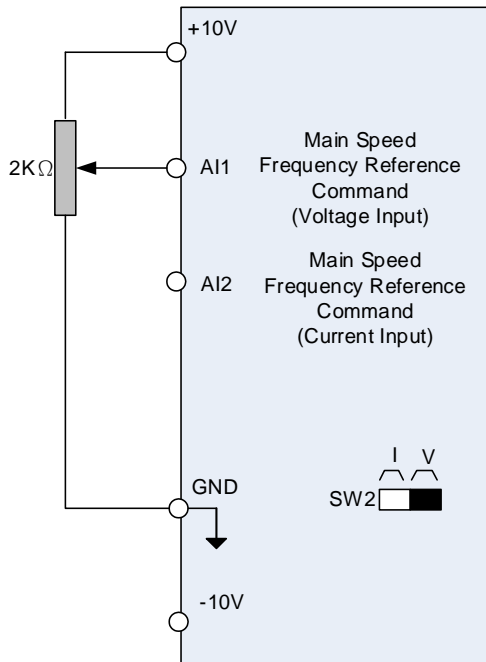 +10V
2KΩ
AI1
Main Speed
Frequency Reference
Command
(Voltage Input)
AI2
Main Speed
Frequency Reference
Command
(Current Input)
I V
SW2
GND
-10V